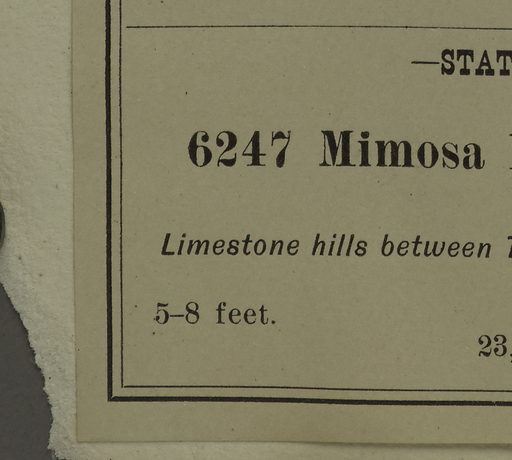 —STAT
6247 Mimosa
Limestone hills between
5–8 feet.
23,